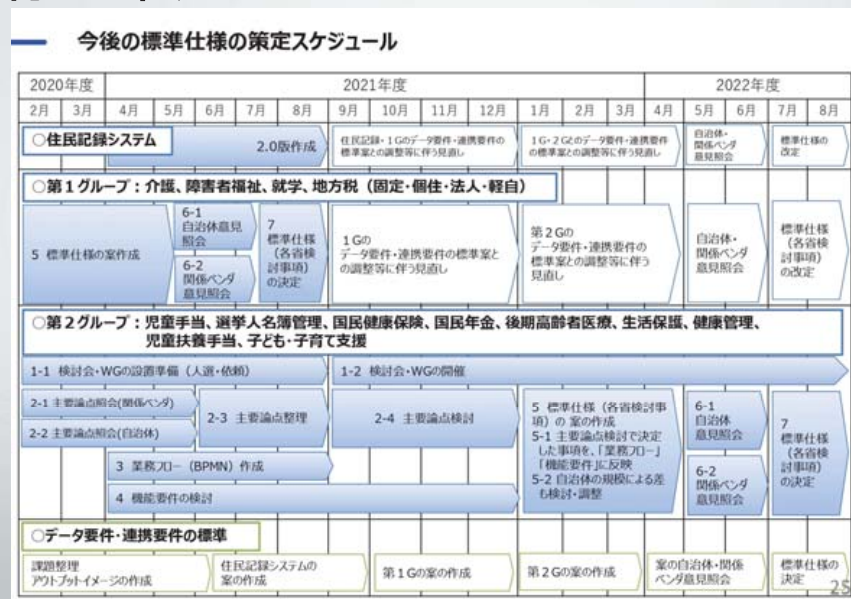 今後の標準仕様の策定スケジュール
2020年度
2021年度
2022年度
2月 3月 4月 5月 6月 7月 8月 9月 10月 11月 12月 1月 2月 3月 4月 5月 6月 7月 8月
○住民記録システム
2.0版作成
住民記録・1Gのデータ要件・連携要件の
標準案との調整等に伴う見直し
1G・2Gとのデータ要件・連携要件
の標準案との調整等に伴う見直し
自治体・
関係ベンダ
意見照会
標準仕様の
改定
○第1グループ：介護、障害者福祉、就学、地方税（固定・個住・法人・軽自）
5 標準仕様の案作成
6-1
自治体意見
照会
6-2
関係ベンダ
意見照会
7
標準仕様
（各省検
討事項）
の決定
1Gの
データ要件・連携要件の標準案と
の調整等に伴う見直し
第2Gの
データ要件・連携要件の
標準案との調整等に伴う
見直し
自治体・
関係ベンダ
意見照会
標準仕様
（各省検
討事項）
の改定
○第2グループ：児童手当、選挙人名簿管理、国民健康保険、国民年金、後期高齢者医療、生活保護、健康管理、
児童扶養手当、子ども・子育て支援
1-1 検討会・WGの設置準備（人選・依頼）
1-2 検討会・WGの開催
2-1 主要論点照会(関係ベンダ)
2-2 主要論点照会(自治体)
2-3 主要論点整理
2-4 主要論点検討
3 業務フロー（BPMN）作成
4 機能要件の検討
5 標準仕様（各省検討事
項）の 案の作成
5-1 主要論点検討で決定
した事項を、「業務フロー」
「機能要件」に反映
5-2 自治体の規模による差
も検討・調整
6-1
自治体
意見照会
6-2
関係ベンダ
意見照会
7
標準仕様
（各省検
討事項）
の決定
○データ要件・連携要件の標準
課題整理
アウトプットイメージの作成
住民記録システムの
案の作成
第1Gの案の作成
第2Gの案の作成
案の自治体・関係
ベンダ意見照会
標準仕様の
決定
25